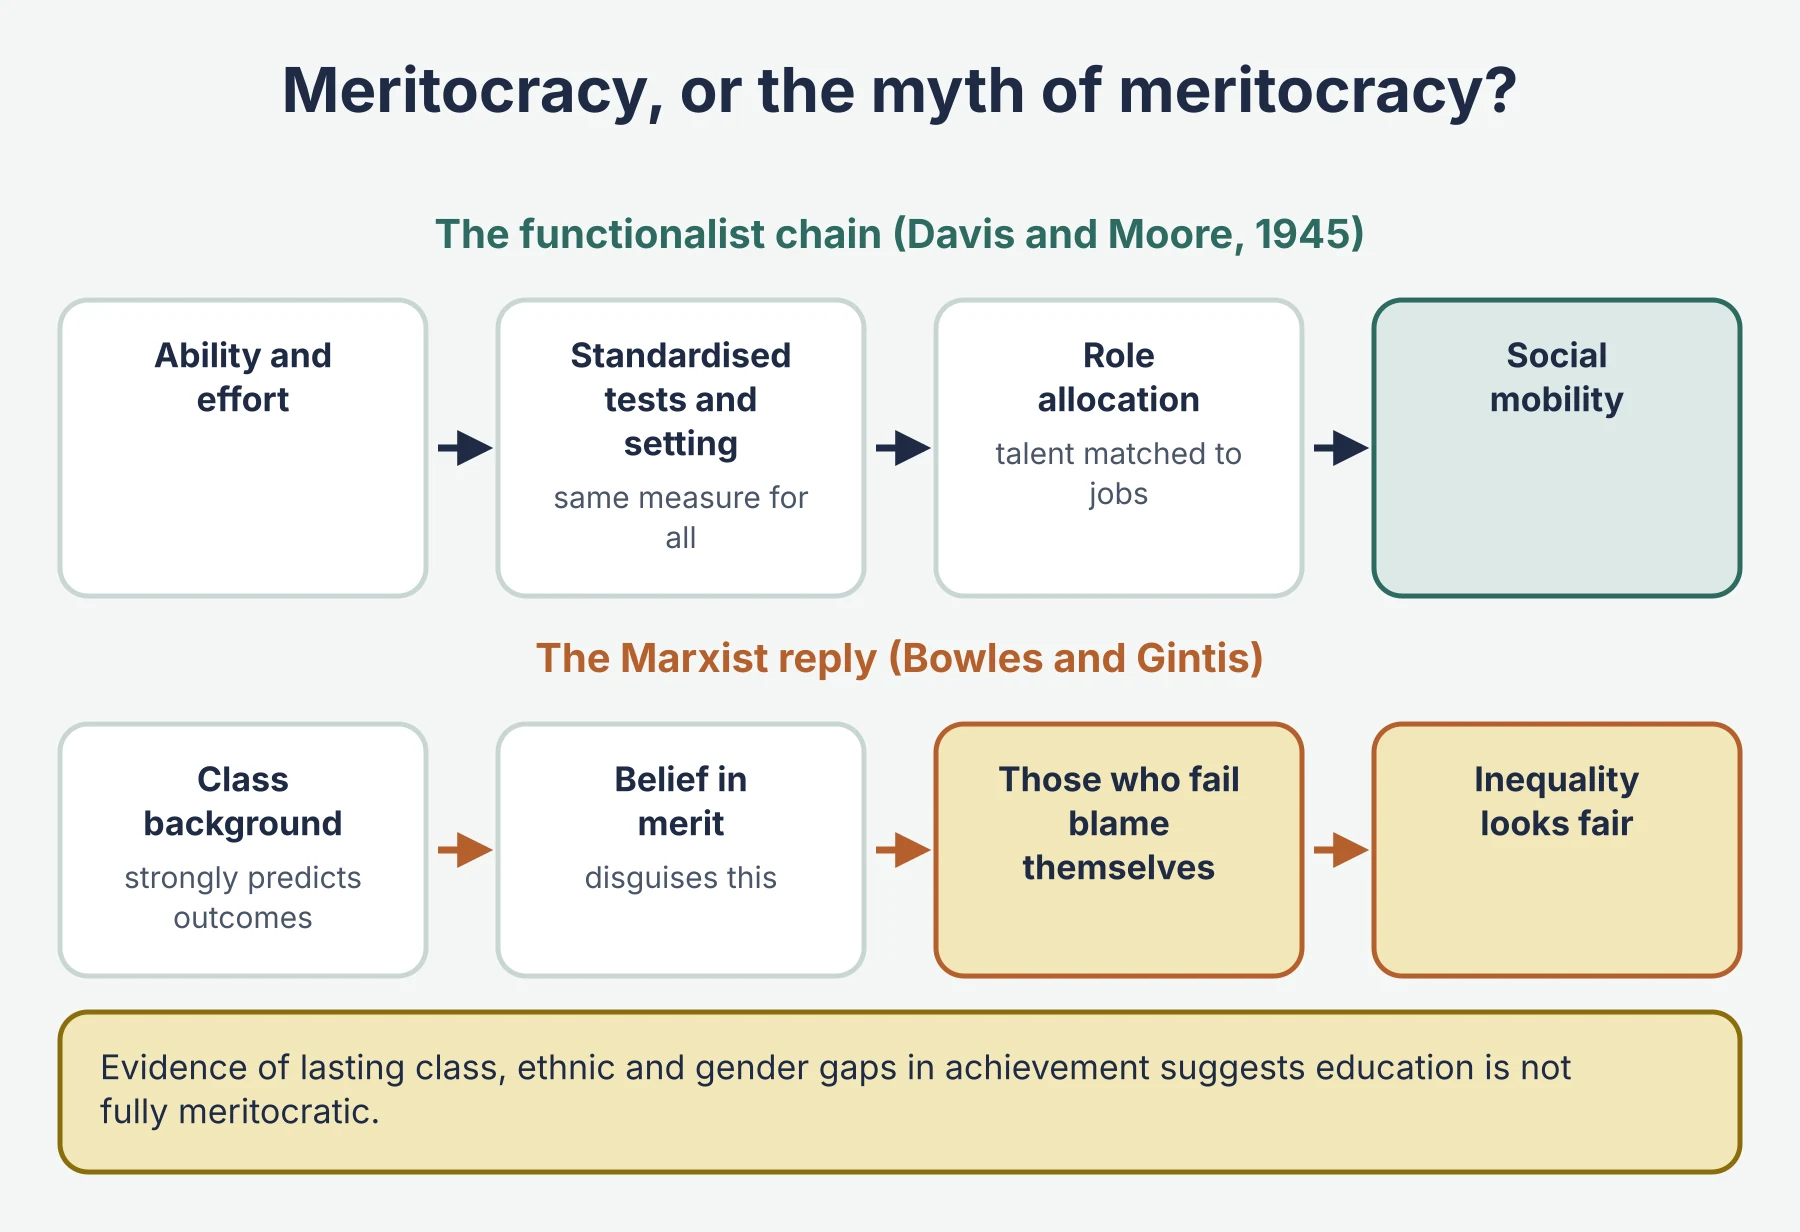 Meritocracy, or the myth of meritocracy?
The functionalist chain (Davis and Moore, 1945)
Ability and
effort
Standardised
tests and
setting
same measure for
all
Role
allocation
talent matched to
jobs
Social
mobility
The Marxist reply (Bowles and Gintis)
Class
background
strongly predicts
outcomes
Belief in
merit
disguises this
Those who fail
blame
themselves
Inequality
looks fair
Evidence of lasting class, ethnic and gender gaps in achievement suggests education is not
fully meritocratic.